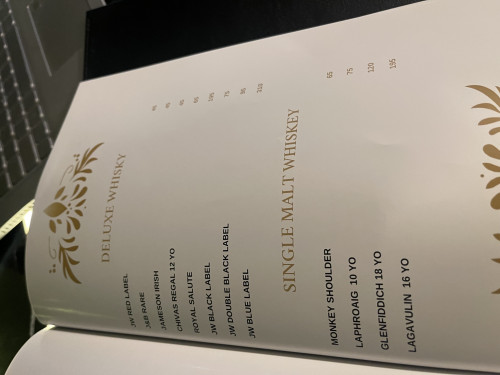 DELUXE WHISKY
JW RED LABEL
J&B RARE
JAMESON IRISH
CHIVAS REGAL 12 YO
ROYAL SALUTE
JW BLACK LABEL 75
JW DOUBLE BLACK LABEL
JW BLUE LABEL
SINGLE MALT WHISKEY
MONKEY SHOULDER 65
LAPHROAIG 10 YO 75
GLENFIDDICH 18 YO 120
LAGAVULIN 16 YO 195